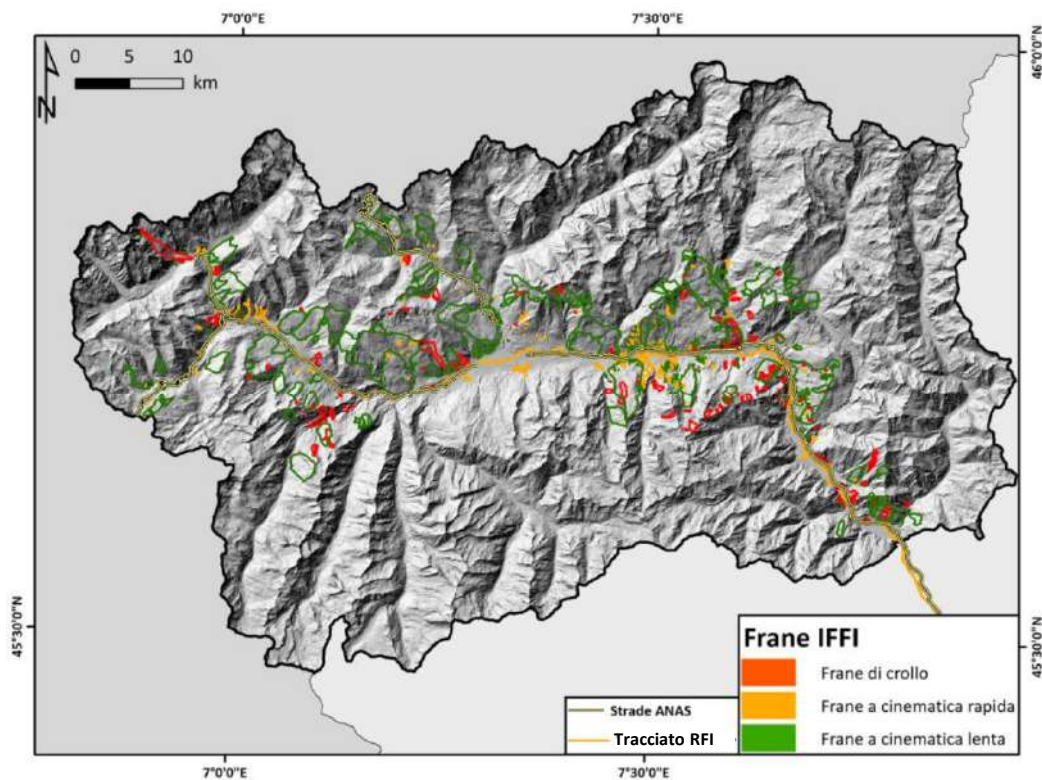 7°0'0"E
7°30'0"E
0 5 10
km
N
46°0'0"N
45°30'0"N
45°30'0"N
Frane IFFI
Frane di crollo
Frane a cinematica rapida
Frane a cinematica lenta
Strade ANAS
Tracciato RFI
7°0'0"E
7°30'0"E